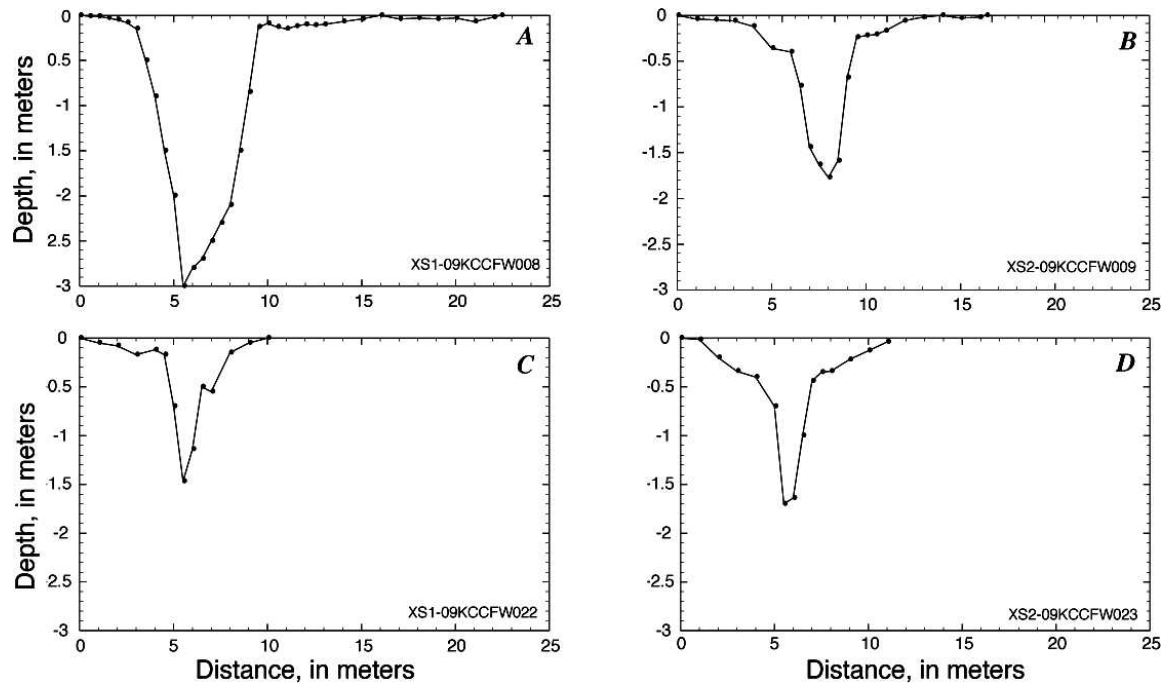 0
-0.5
-1
-1.5
-2
-2.5
-3
0 5 10 15 20 25
Depth, in meters
A
XS1-09KCCFW008
0
-0.5
-1
-1.5
-2
-2.5
-3
0 5 10 15 20 25
B
XS2-09KCCFW009
0
-0.5
-1
-1.5
-2
2.5
-3
0 5 10 15 20 25
Depth, in meters
Distance, in meters
C
XS1-09KCCFW022
0
-0.5
-1
-1.5
-2
2.5
-3
0 5 10 15 20 25
Distance, in meters
D
XS2-09KCCFW023